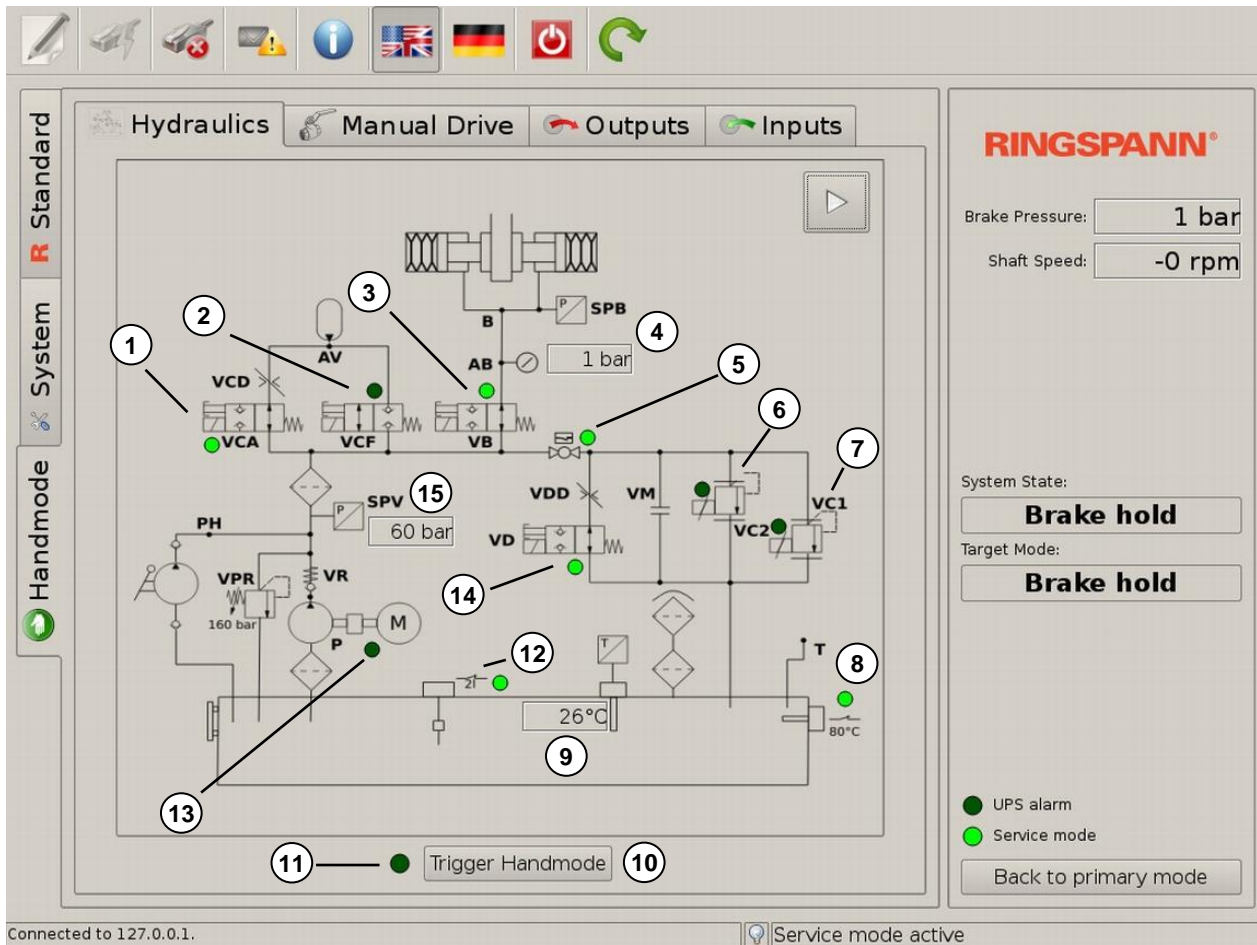 Hydraulics
Manual Drive
Outputs
Inputs
R Standard
System
Handmode
RINGSPANN®
Brake Pressure: 1 bar
Shaft Speed: -0 rpm
3
P
SPB
2
B
4
1
AV
AB
1 bar
5
VCD
6
VCA
VCF
VB
7
SPV
15
VDD
VM
VC1
P
PH
60 bar
VD
VC2
VPR
VR
14
160 bar
M
P
T
T
12
8
2
26°C
80°C
9
13
11
Trigger Handmode
10
System State:
Brake hold
Target Mode:
Brake hold
UPS alarm
Service mode
Back to primary mode
Connected to 127.0.0.1.
Service mode active